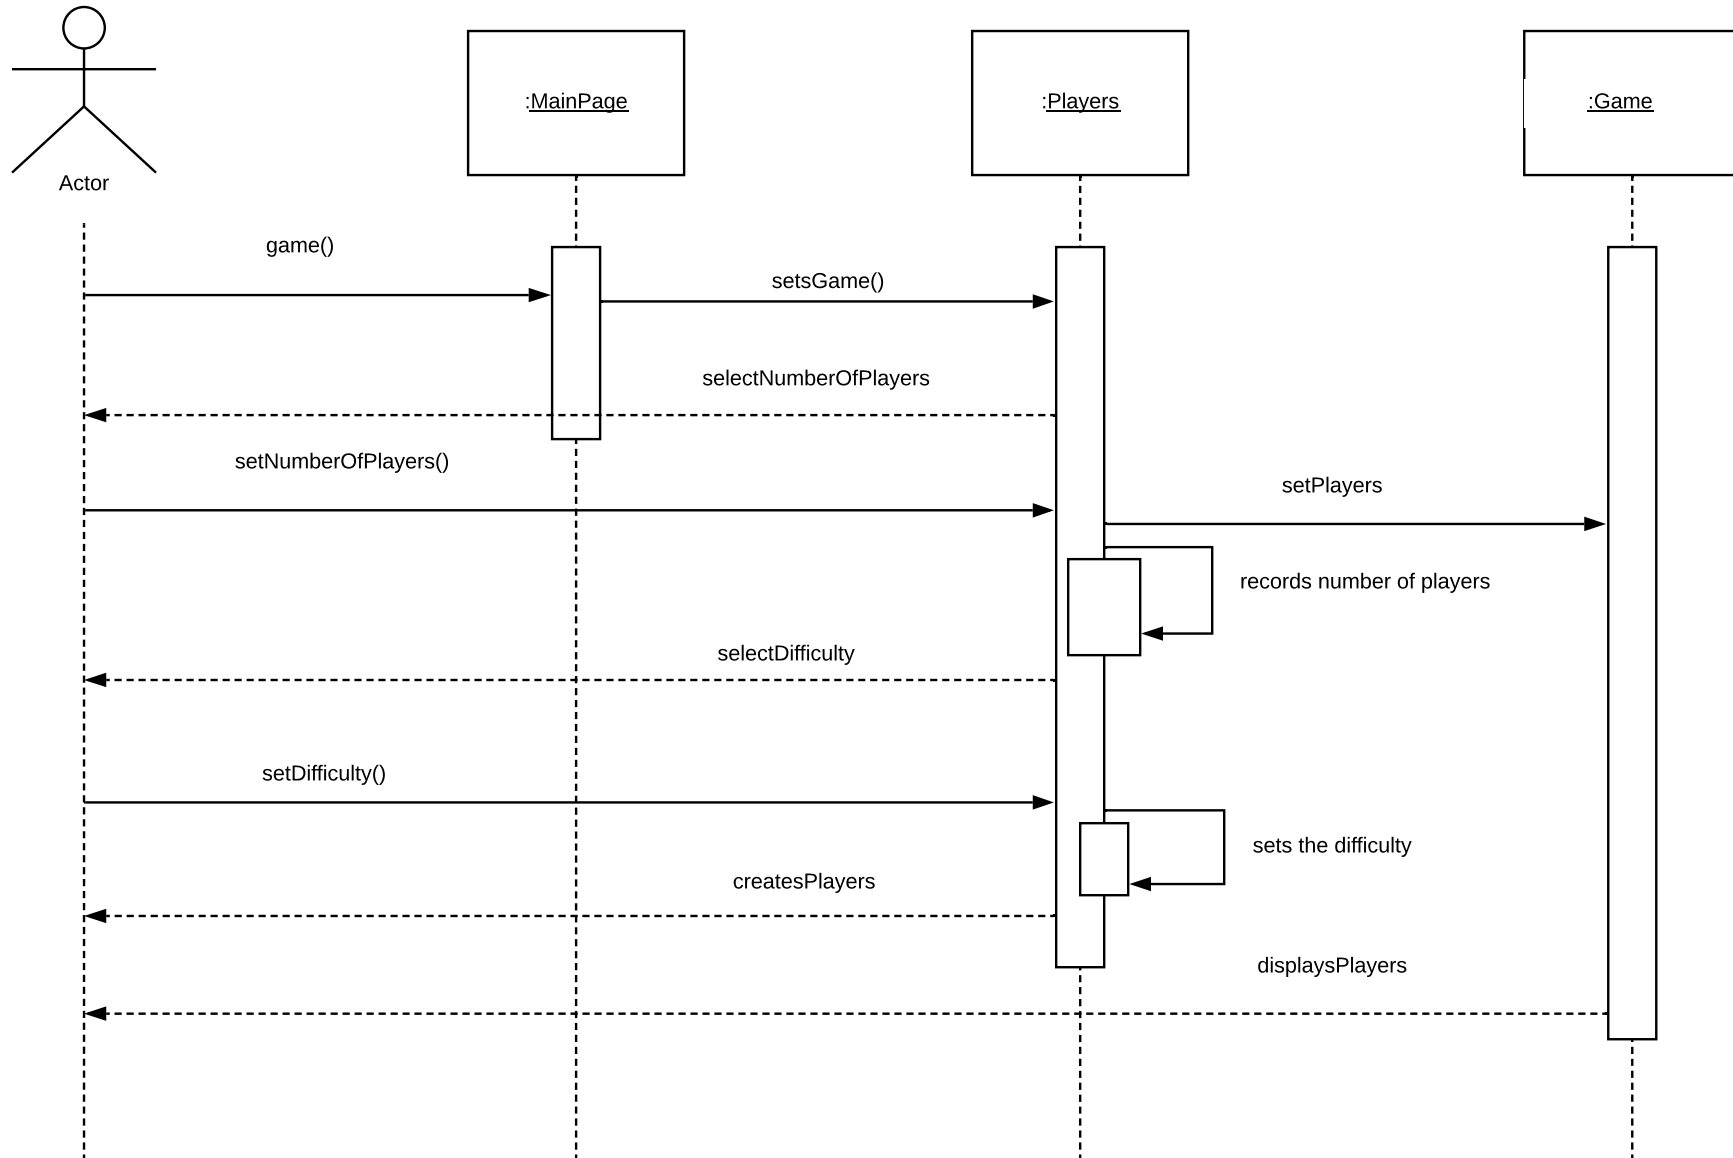 :MainPage
:Players
:Game
Actor
game()
setsGame()
selectNumberOfPlayers
setNumberOfPlayers()
setPlayers
records number of players
selectDifficulty
setDifficulty()
sets the difficulty
createsPlayers
displaysPlayers